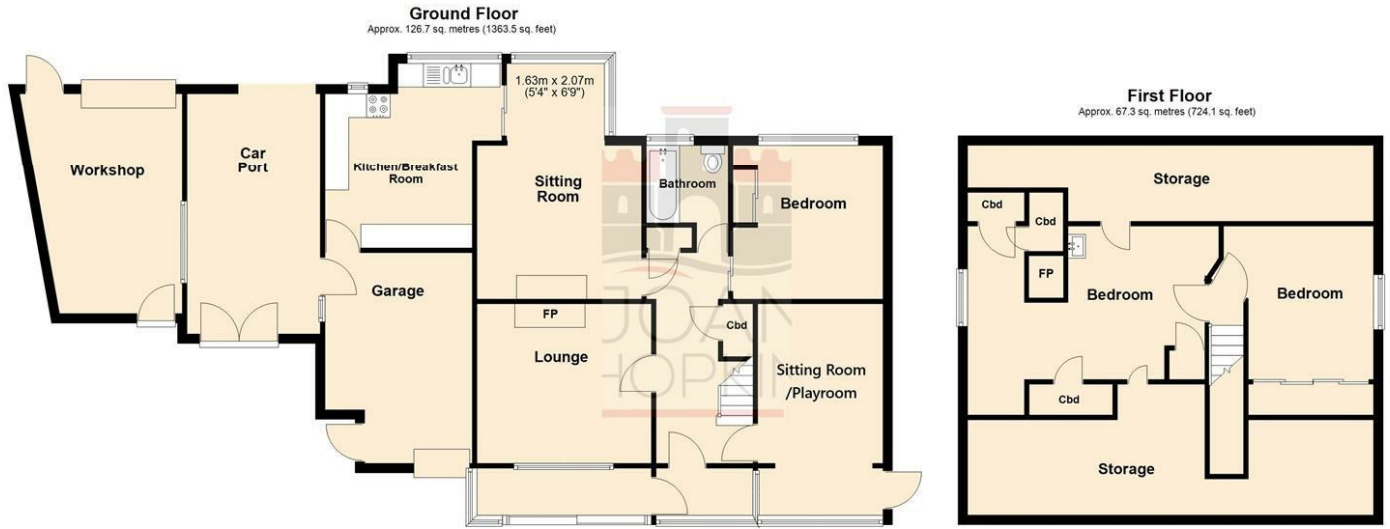 Ground Floor
Approx. 126.7 sq. metres (1363.5 sq. feet)
1.63m x 2.07m
(5'4" x 6'9")
Workshop
Car
Port
Kitchen/Breakfast
Room
Sitting
Room
Bathroom
Bedroom
Garage
FP
Lounge
Cbd
Sitting Room
/Playroom
JOAN
HOPKIN
First Floor
Approx. 67.3 sq. metres (724.1 sq. feet)
Storage
Cbd
Cbd
FP
Bedroom
Bedroom
Cbd
Storage